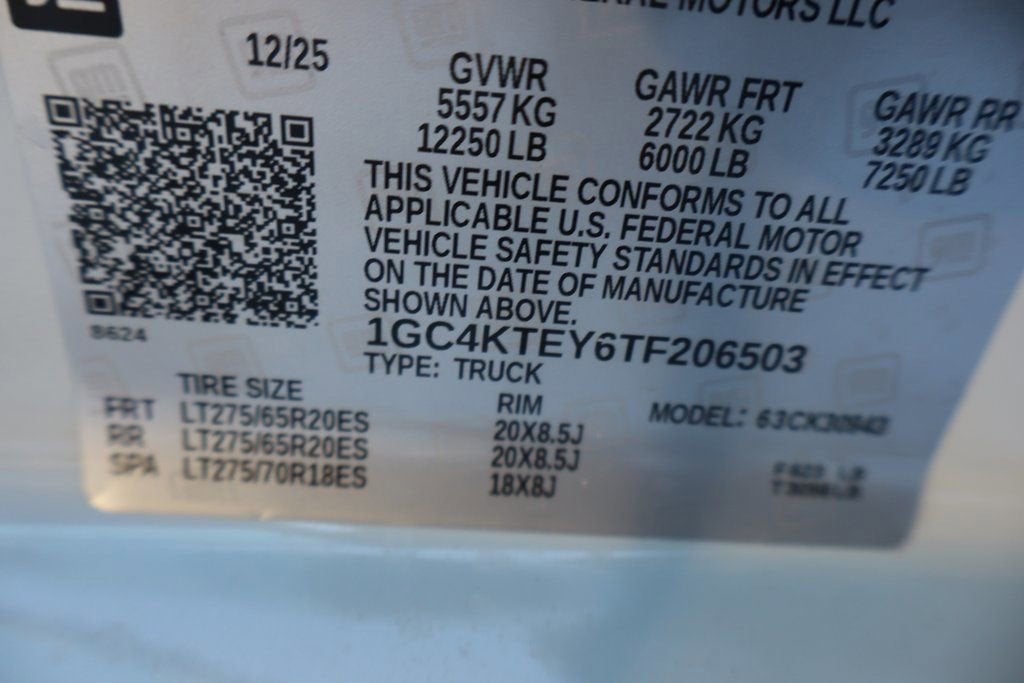 GENERAL MOTORS LLC
12/25
GVWR
5557 KG
12250 LB
GAWR FRT
2722 KG
6000 LB
GAWR RR
3289 KG
7250 LB
THIS VEHICLE CONFORMS TO ALL
APPLICABLE U.S. FEDERAL MOTOR
VEHICLE SAFETY STANDARDS IN EFFECT
ON THE DATE OF MANUFACTURE
SHOWN ABOVE.
1GC4KTEY6TF206503
TYPE: TRUCK
8624
TIRE SIZE RIM
FRT LT275/65R20ES 20X8.5J
RR LT275/65R20ES 20X8.5J
SPA LT275/70R18ES 18X8J
MODEL: